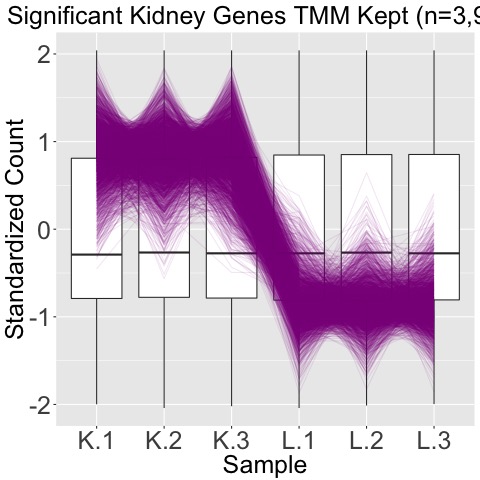 Significant Kidney Genes TMM Kept (n=3,9
Standardized Count
2
1
0
-1
-2
K.1 K.2 K.3 L.1 L.2 L.3
Sample